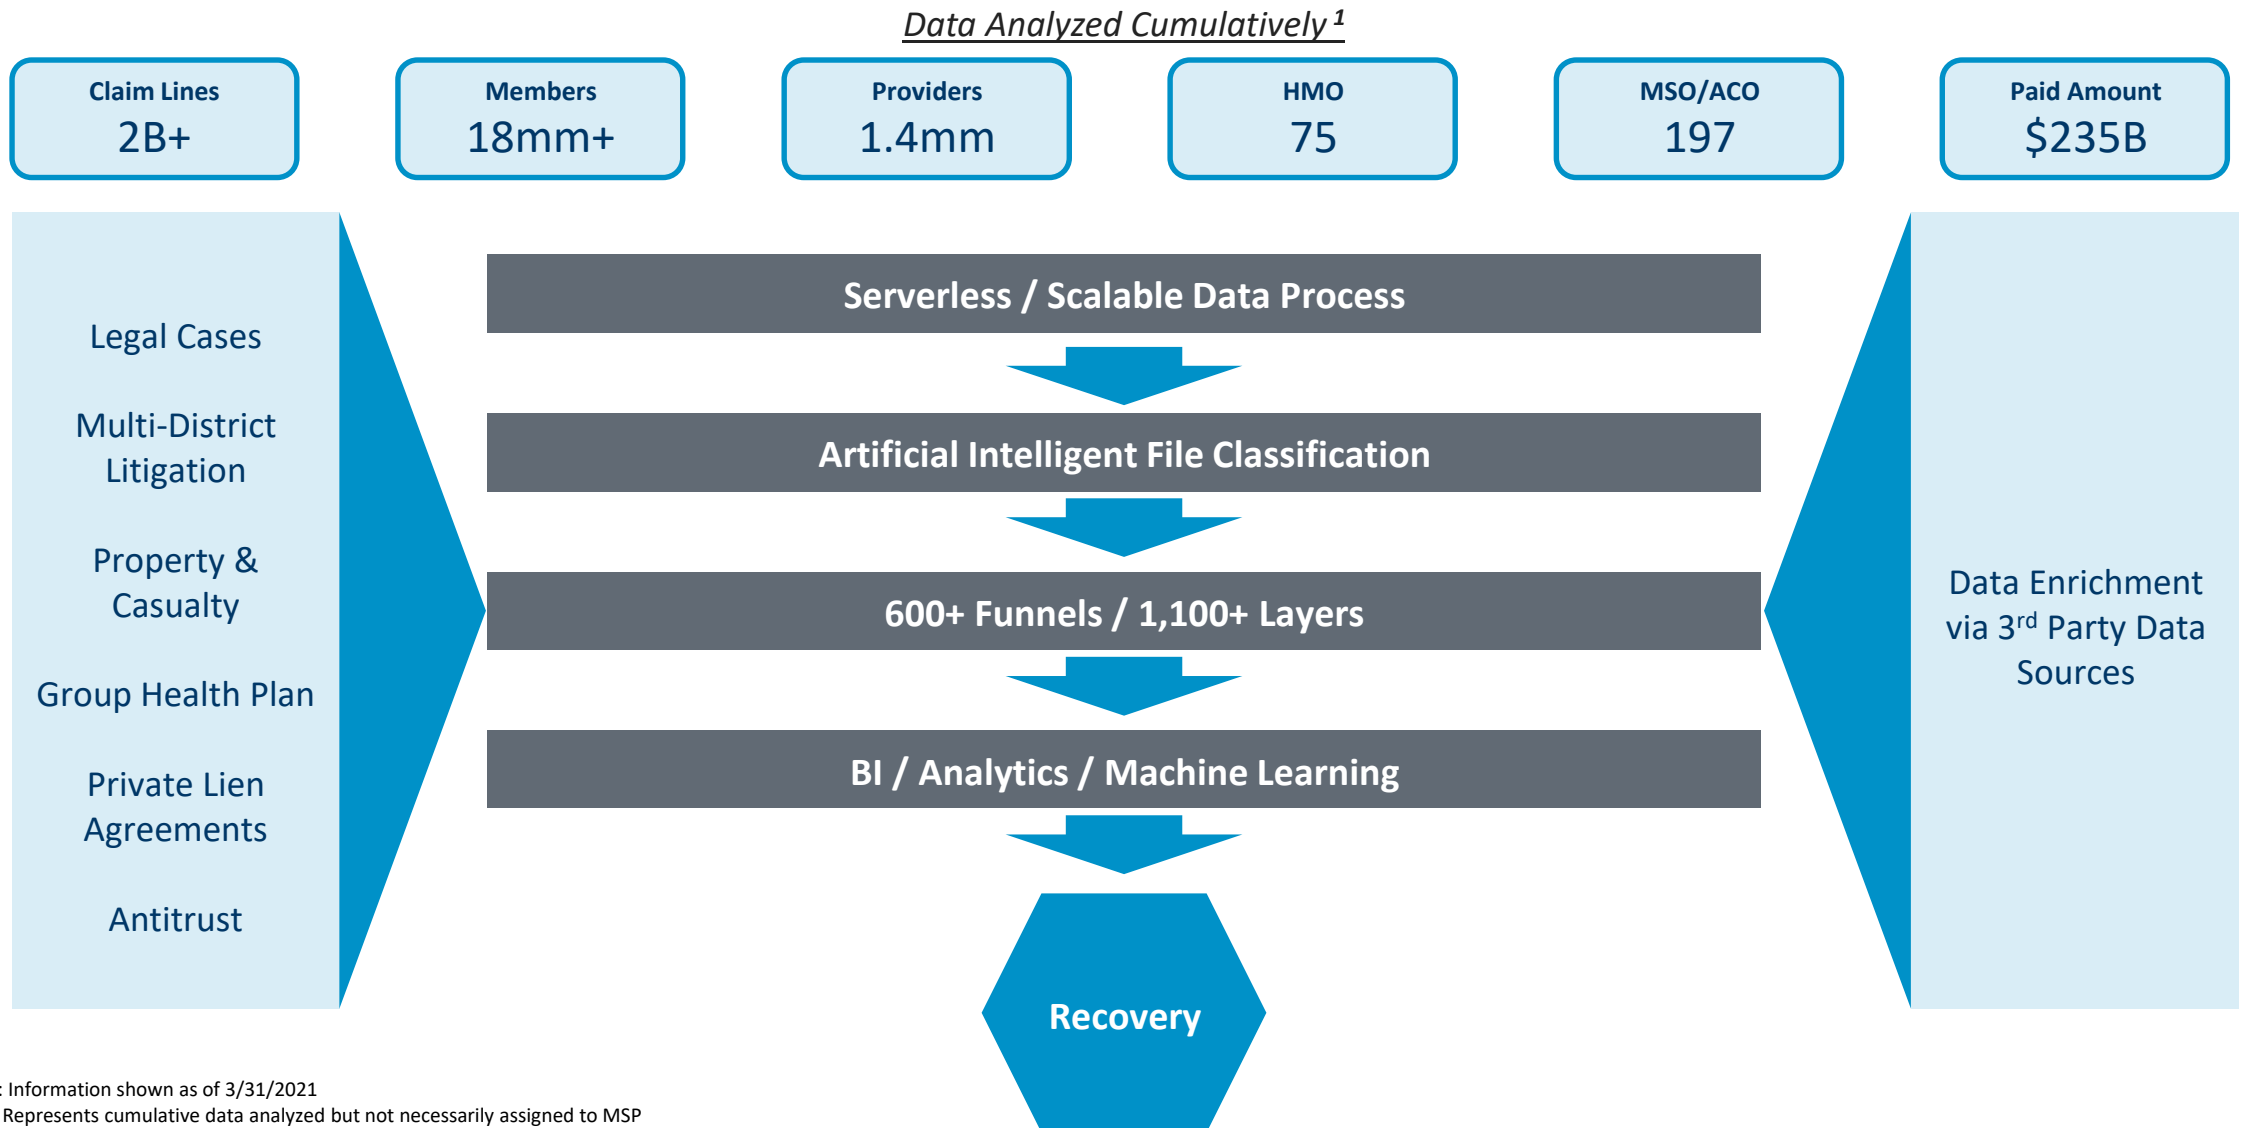 Data Analyzed Cumulatively 1
Claim Lines
2B+
Members
18mm+
Providers
1.4mm
HMO
75
MSO/ACO
197
Paid Amount
$235B
Legal Cases
Multi-District
Litigation
Property &
Casualty
Group Health Plan
Private Lien
Agreements
Antitrust
Serverless / Scalable Data Process
Artificial Intelligent File Classification
600+ Funnels / 1,100+ Layers
BI / Analytics / Machine Learning
Recovery
Data Enrichment
via 3rd Party Data
Sources
: Information shown as of 3/31/2021
Represents cumulative data analyzed but not necessarily assigned to MSP